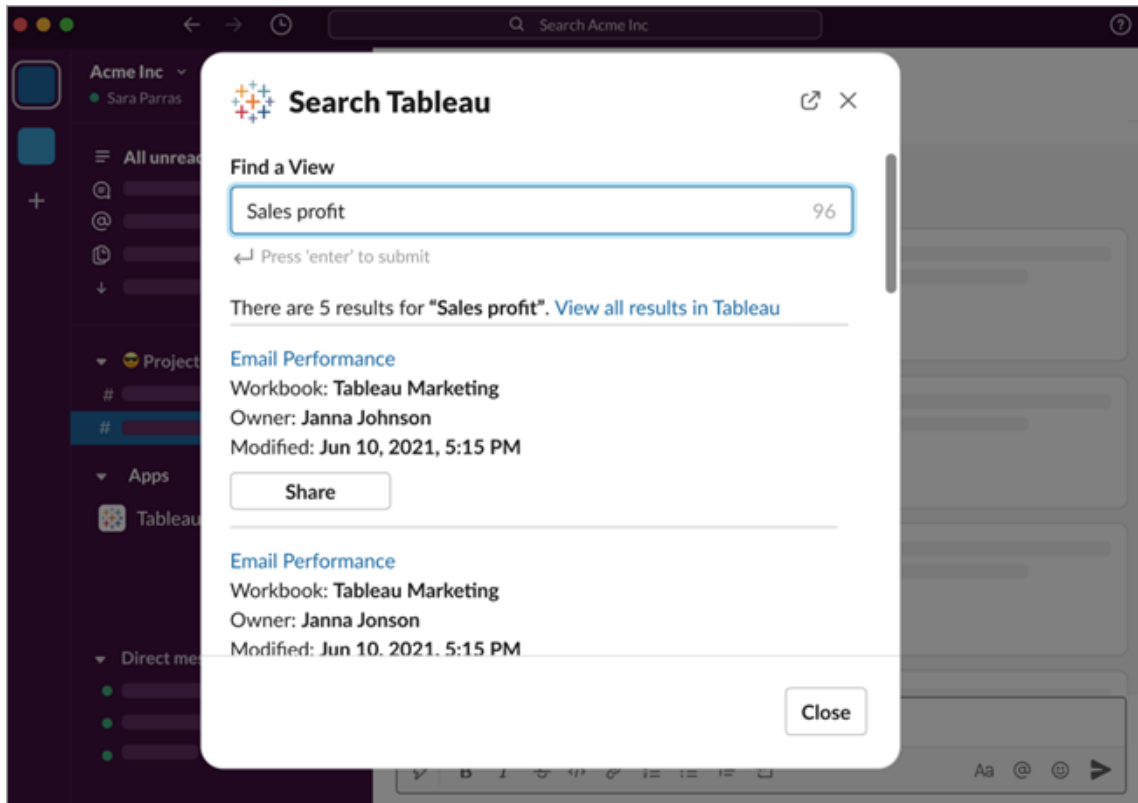 Search Acme Inc
Acme Inc
Sara Parras
All unread
Project
Apps
Tableau
Direct mes
Search Tableau
Find a View
Sales profit 96
Press 'enter' to submit
There are 5 results for “Sales profit”. View all results in Tableau
Email Performance
Workbook: Tableau Marketing
Owner: Janna Johnson
Modified: Jun 10, 2021, 5:15 PM
Share
Email Performance
Workbook: Tableau Marketing
Owner: Janna Jonson
Modified: Jun 10, 2021, 5:15 PM
Close
Aa @